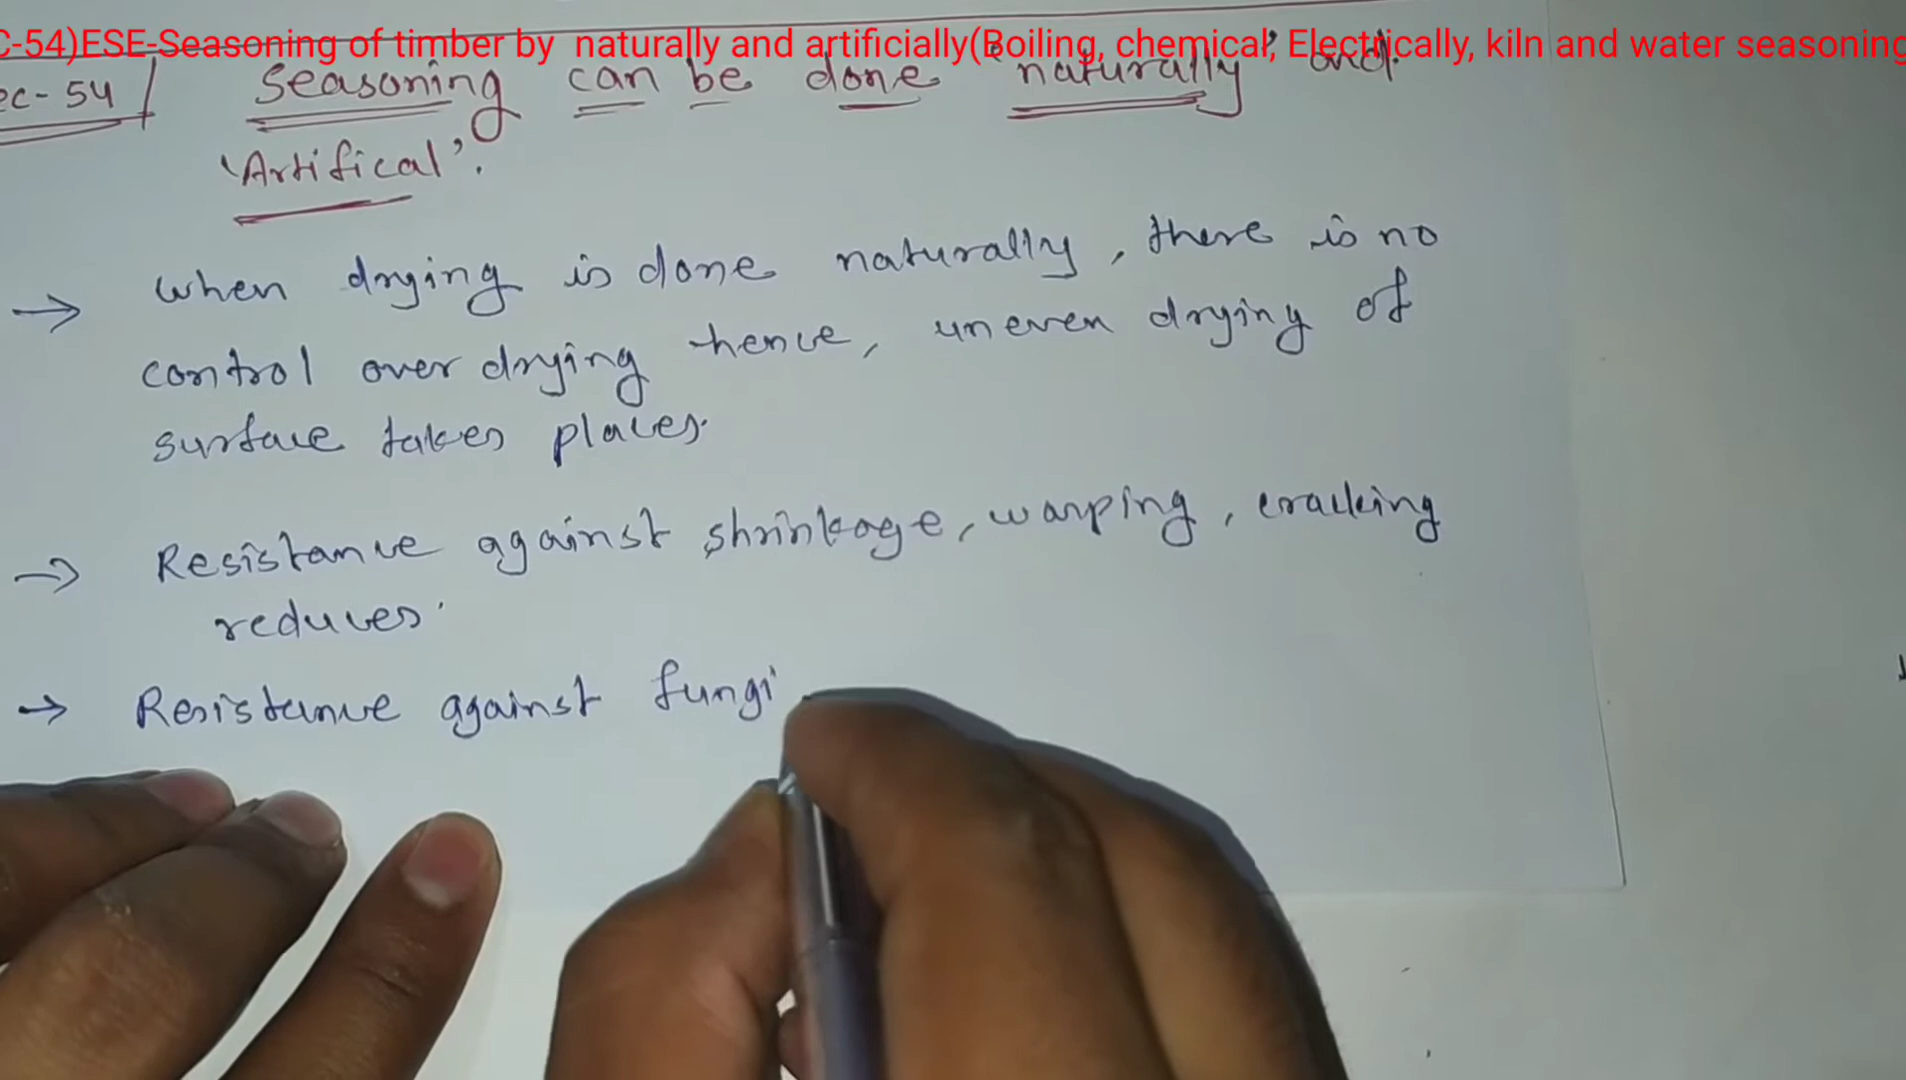 C-54)ESE-Seasoning of timber by naturally and artificially(Boiling, chemical, Electrically, kiln and water seasoning
ec-54 Seasoning can be done 'naturally' and
'Artifical'.
→ when drying is done naturally, there is no
control over drying hence, uneven drying of
surface takes places.
→ Resistance against shrinkage, warping, cracking
reduces.
→ Resistance against fungi